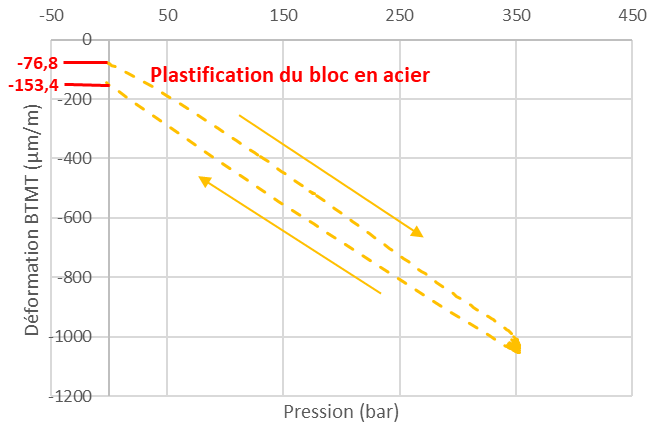 -50 50 150 250 350 450
0
-76,8
Plastification du bloc en acier
-153,4
-200
-400
-600
-800
-1000
-1200
Déformation BTMT (µm/m)
Pression (bar)